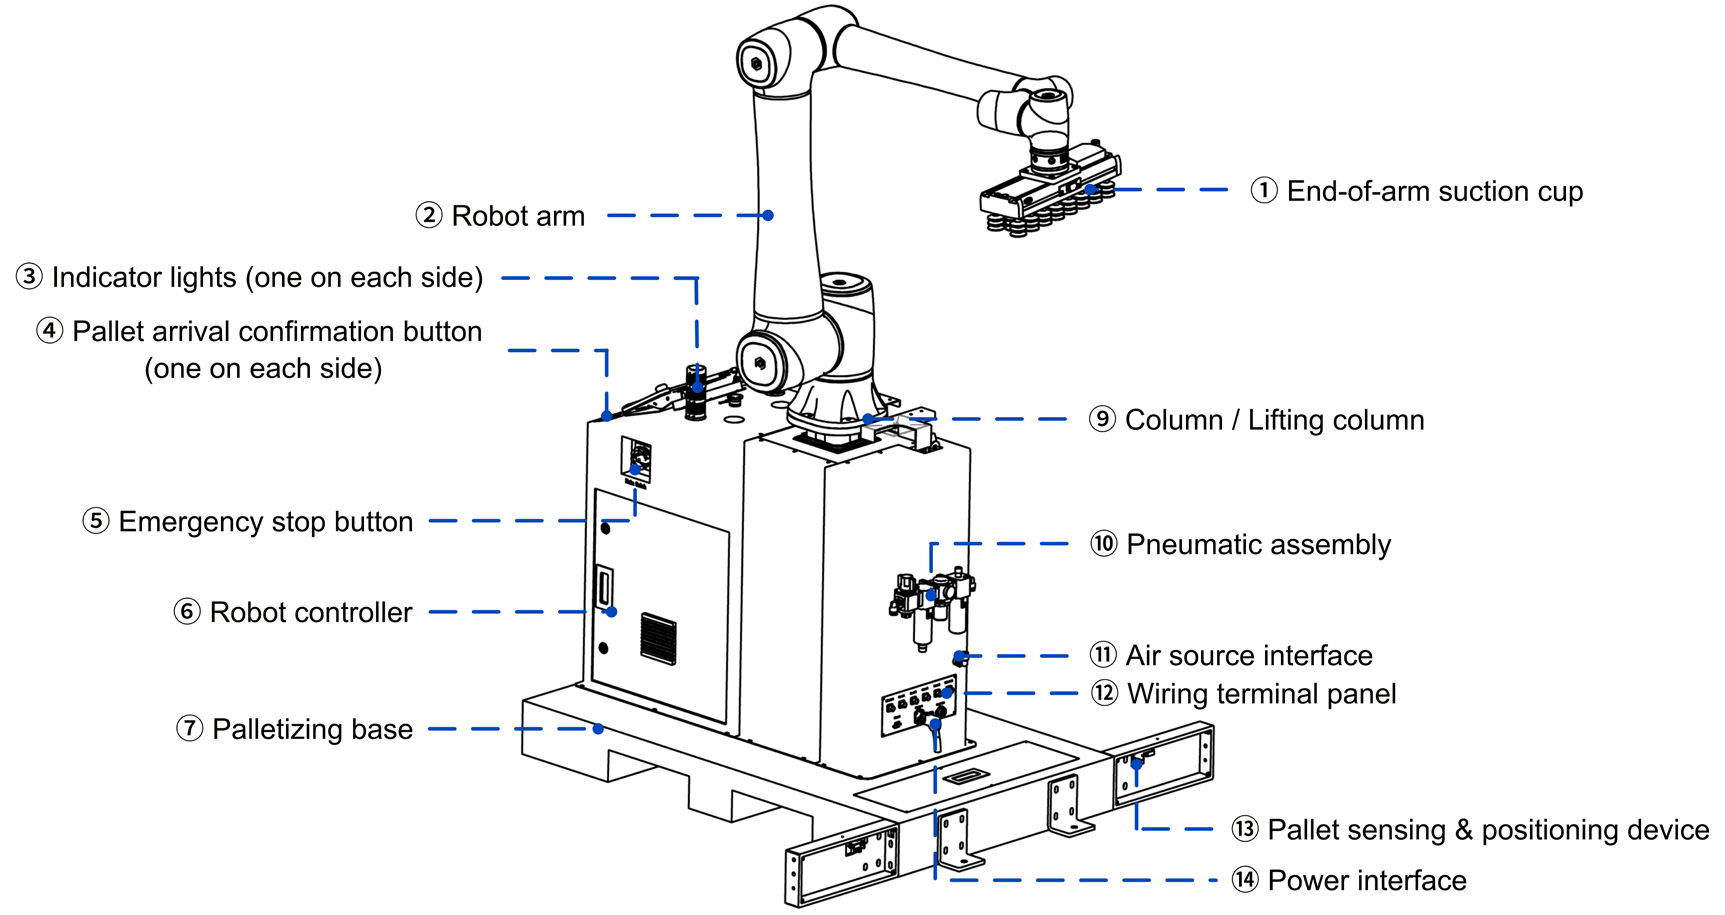 ① End-of-arm suction cup
② Robot arm
③ Indicator lights (one on each side)
④ Pallet arrival confirmation button
(one on each side)
⑤ Emergency stop button
⑥ Robot controller
⑦ Palletizing base
⑨ Column / Lifting column
⑩ Pneumatic assembly
⑪ Air source interface
⑫ Wiring terminal panel
⑬ Pallet sensing & positioning device
⑭ Power interface